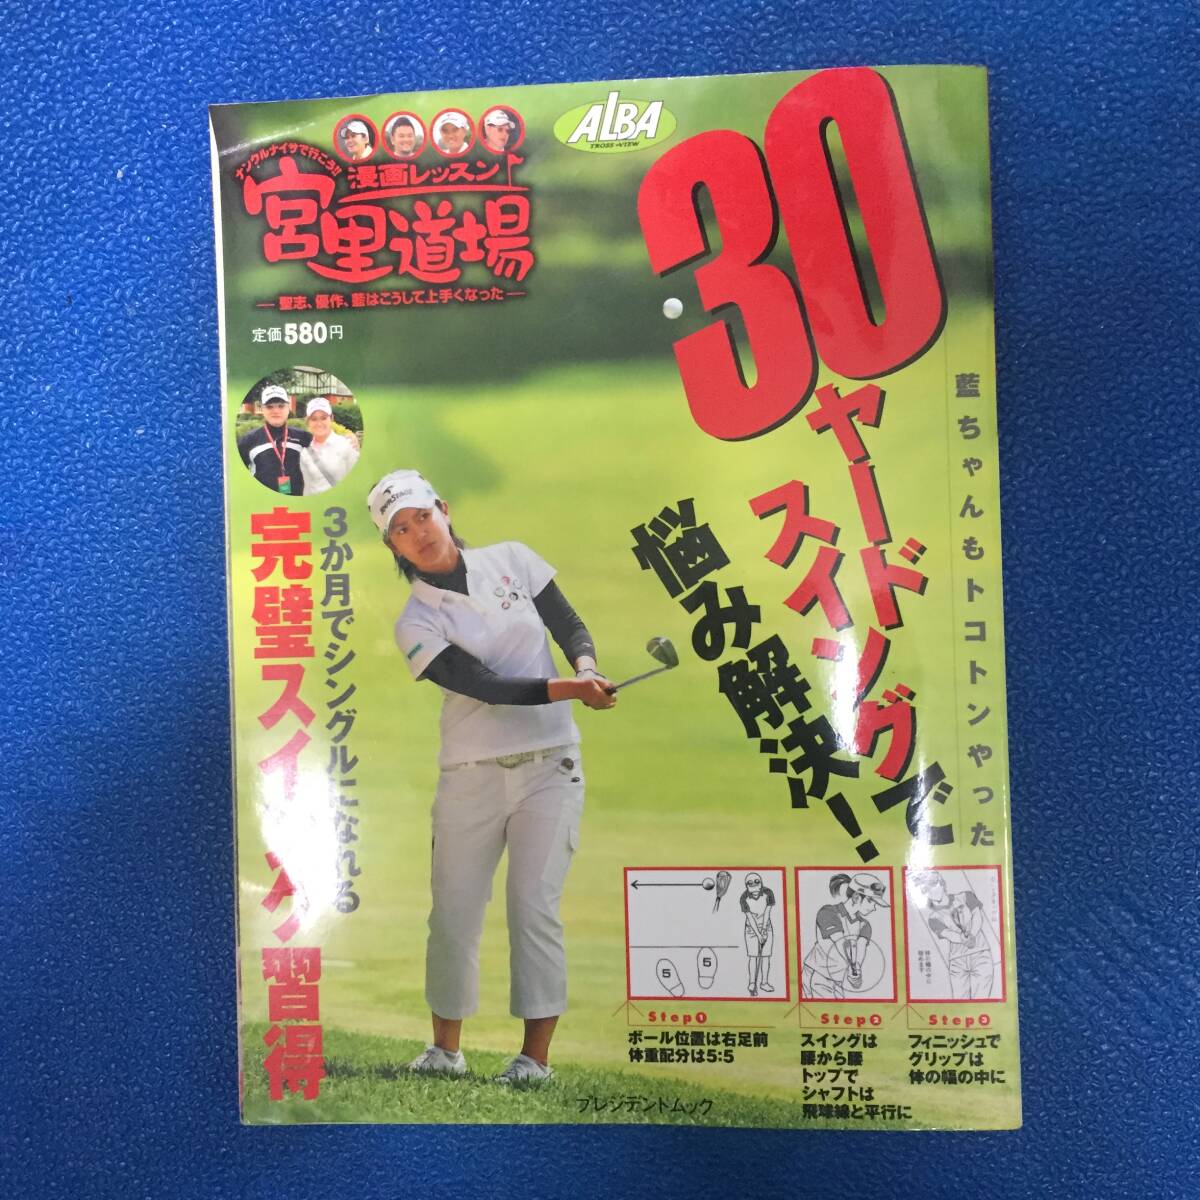 ALBA
TROSS-VIEW
ナンクルナイサで行こう!!
漫画レッスン
宮里道場
― 聖志、優作、藍はこうして上手くなった ―
定価580円
藍ちゃんもトコトンやった
30
ヤードング
スイングで
悩み解決!
3か月でシングルになれる
完璧スイング習得
TOURSTAGE
5
5
Step1
ボール位置は右足前
体重配分は5:5
Step2
スイングは
腰から腰
トップで
シャフトは
飛球線と平行に
Step3
フィニッシュで
グリップは
体の幅の中に
プレジデントムック